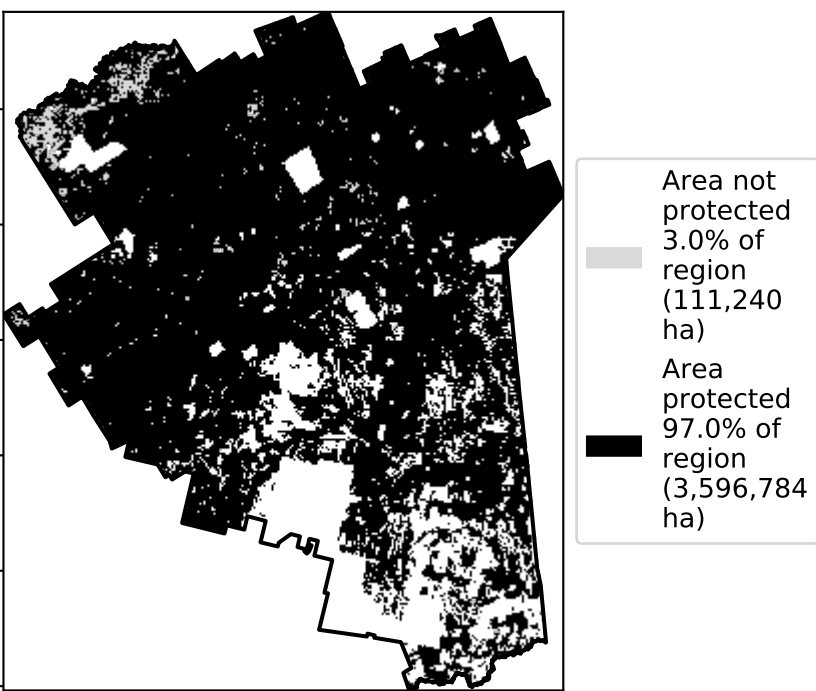 Area not
protected
3.0% of
region
(111,240
ha)
Area
protected
97.0% of
region
(3,596,784
ha)